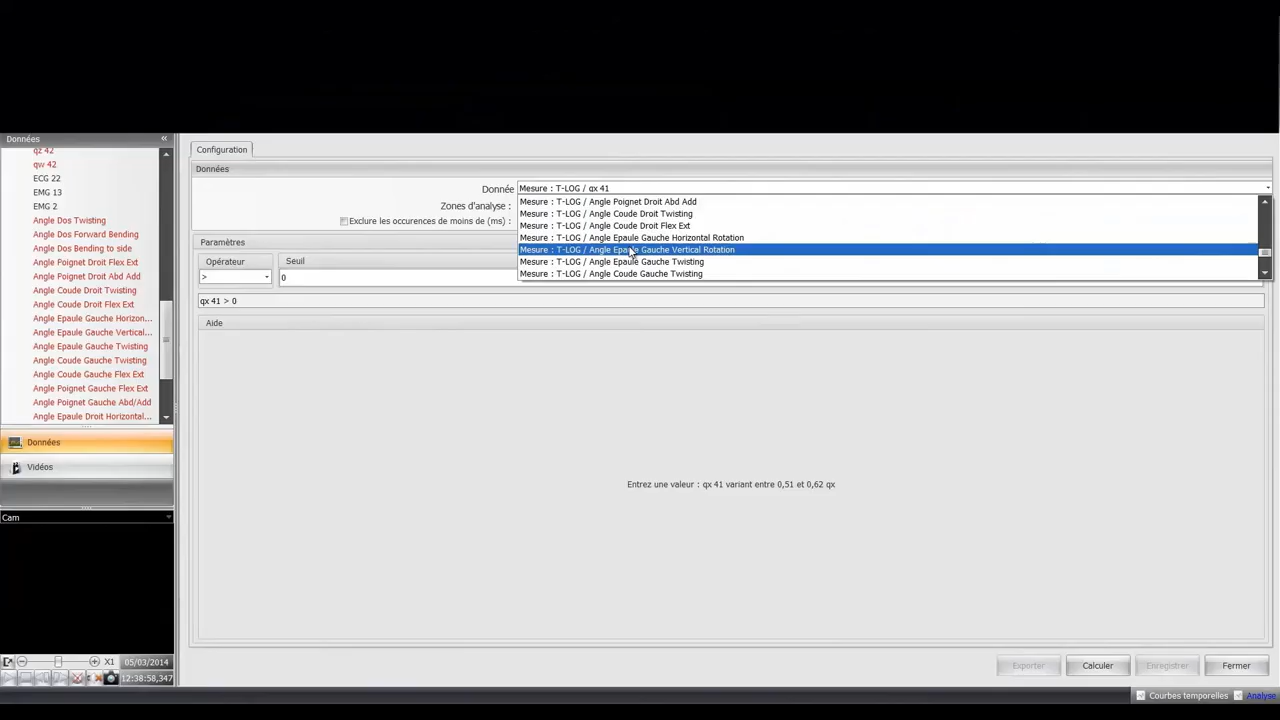 Données «
qz 42
qw 42
ECG 22
EMG 13
EMG 2
Angle Dos Twisting
Angle Dos Forward Bending
Angle Dos Bending to side
Angle Poignet Droit Flex Ext
Angle Poignet Droit Abd Add
Angle Coude Droit Twisting
Angle Coude Droit Flex Ext
Angle Epaule Gauche Horizon...
Angle Epaule Gauche Vertical...
Angle Epaule Gauche Twisting
Angle Coude Gauche Twisting
Angle Coude Gauche Flex Ext
Angle Poignet Gauche Flex Ext
Angle Poignet Gauche Abd/Add
Angle Epaule Droit Horizontal...
Données
Vidéos
Cam
X1 05/03/2014
12:38:58,347
Configuration
Données
Donnée Mesure : T-LOG / qx 41
Zones d'analyse :
Exclure les occurences de moins de (ms) :
Mesure : T-LOG / Angle Poignet Droit Abd Add
Mesure : T-LOG / Angle Coude Droit Twisting
Mesure : T-LOG / Angle Coude Droit Flex Ext
Mesure : T-LOG / Angle Epaule Gauche Horizontal Rotation
Mesure : T-LOG / Angle Epaule Gauche Vertical Rotation
Mesure : T-LOG / Angle Epaule Gauche Twisting
Mesure : T-LOG / Angle Coude Gauche Twisting
Paramètres
Opérateur Seuil
> 0
qx 41 > 0
Aide
Entrez une valeur : qx 41 variant entre 0,51 et 0,62 qx
Exporter Calculer Enregistrer Fermer
Courbes temporelles Analyse